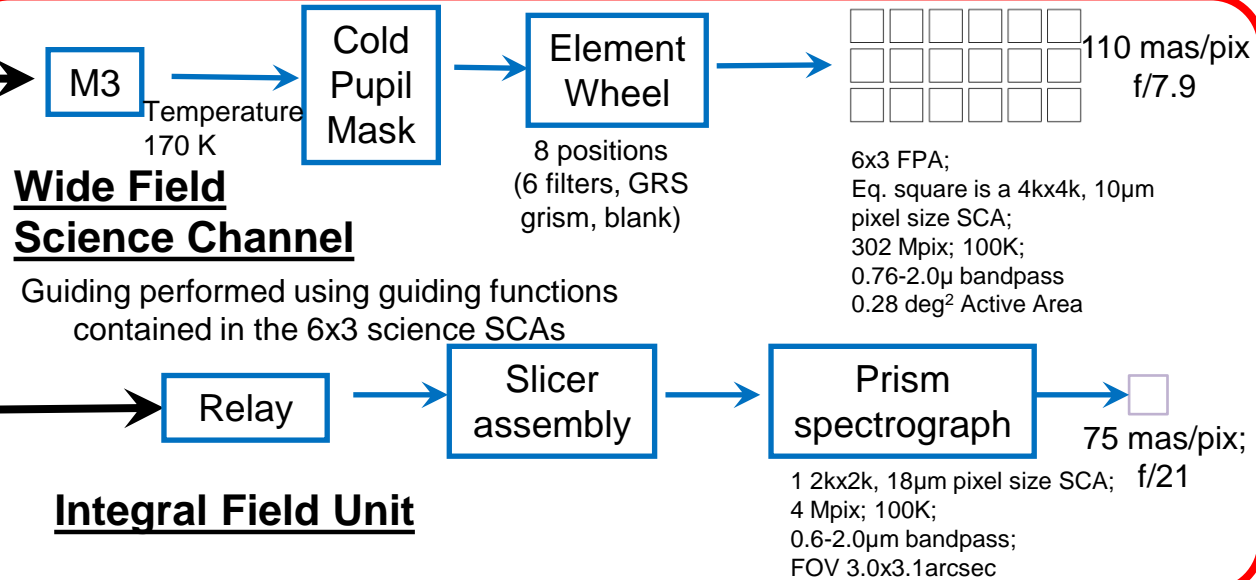 M3
Temperature
170 K
Cold
Pupil
Mask
Element
Wheel
8 positions
(6 filters, GRS
grism, blank)
110 mas/pix
f/7.9
6x3 FPA;
Eq. square is a 4kx4k, 10µm
pixel size SCA;
302 Mpix; 100K;
0.76-2.0µ bandpass
0.28 deg² Active Area
Wide Field
Science Channel
Guiding performed using guiding functions
contained in the 6x3 science SCAs
Relay
Slicer
assembly
Prism
spectrograph
75 mas/pix;
f/21
1 2kx2k, 18µm pixel size SCA;
4 Mpix; 100K;
0.6-2.0µm bandpass;
FOV 3.0x3.1arcsec
Integral Field Unit